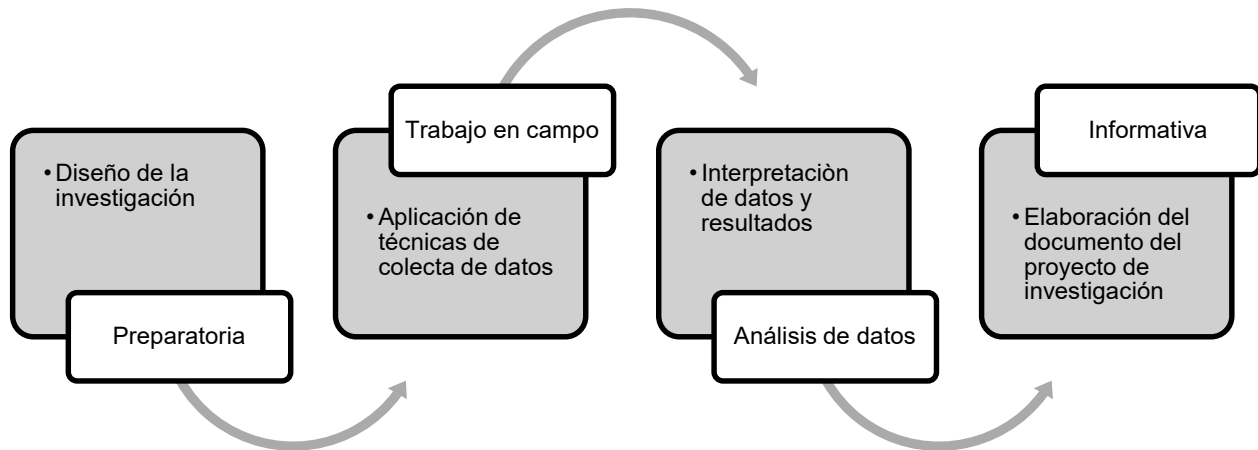 • Diseño de la
investigación
Preparatoria
Trabajo en campo
• Aplicación de
técnicas de
colecta de datos
• Interpretaciòn
de datos y
resultados
Análisis de datos
Informativa
• Elaboración del
documento del
proyecto de
investigación